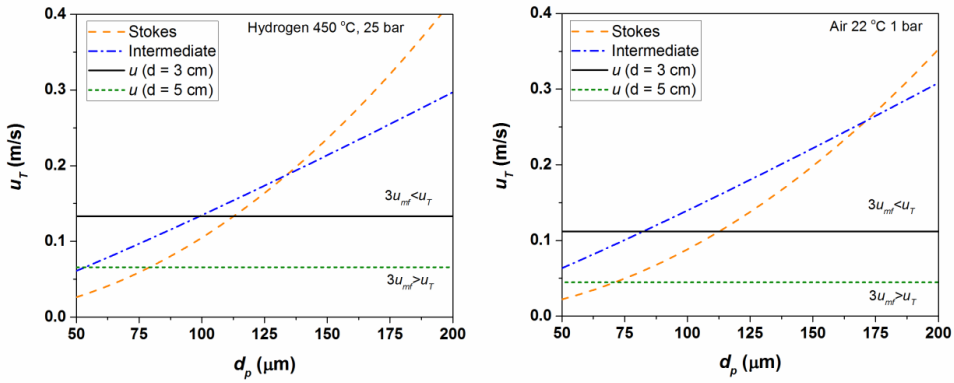 0.4
0.3
0.2
0.1
0.0
u_T (m/s)
Stokes
Intermediate
u (d = 3 cm)
u (d = 5 cm)
Hydrogen 450 °C, 25 bar
3u_mf<u_T
3u_mf>u_T
50 75 100 125 150 175 200
d_p (μm)
0.4
0.3
0.2
0.1
0.0
u_T (m/s)
Stokes
Intermediate
u (d = 3 cm)
u (d = 5 cm)
Air 22 °C 1 bar
3u_mf<u_T
3u_mf>u_T
50 75 100 125 150 175 200
d_p (μm)